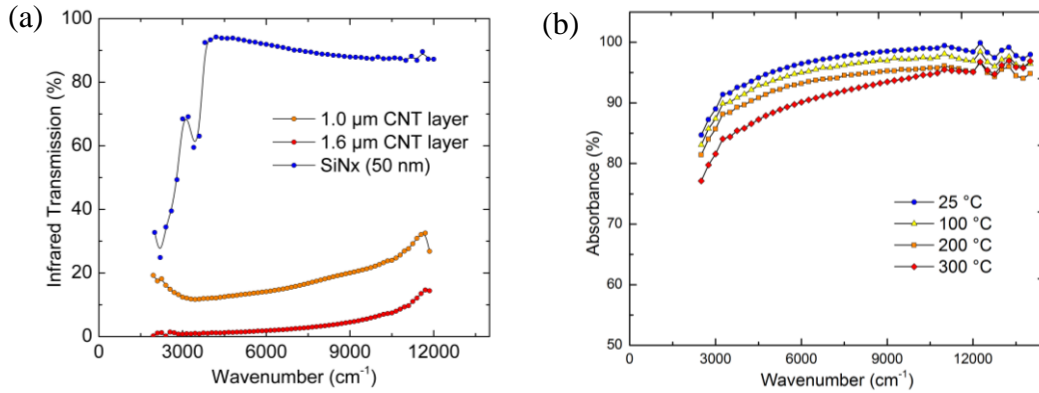 (a)
100
80
60
40
20
0
Infrared Transmission (%)
1.0 μm CNT layer
1.6 μm CNT layer
SiNx (50 nm)
0 3000 6000 9000 12000
Wavenumber (cm⁻¹)
(b)
100
90
80
70
60
50
Absorbance (%)
25 °C
100 °C
200 °C
300 °C
0 3000 6000 9000 12000
Wavenumber (cm⁻¹)